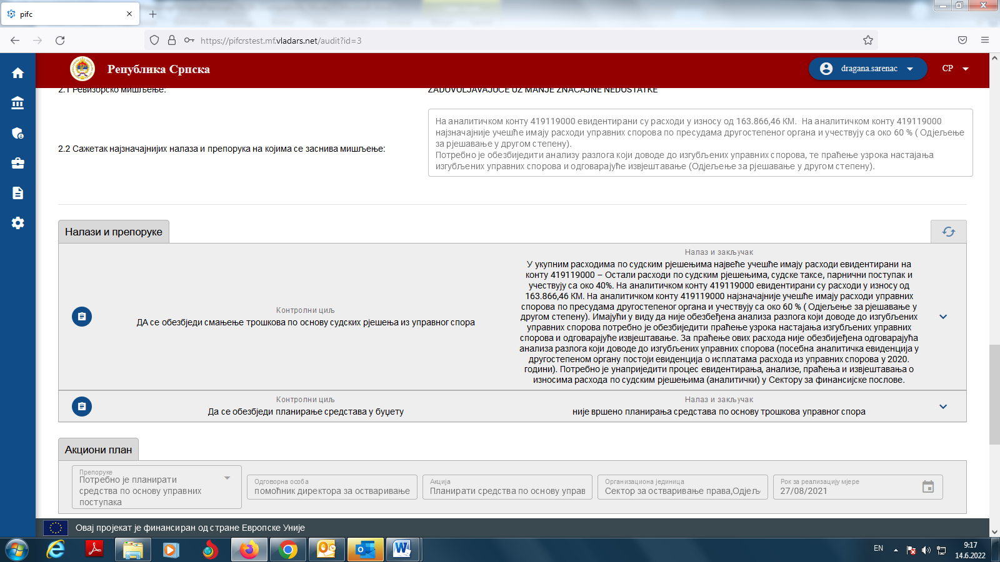 pifc
https://pifcrstest.mf.vladars.net/audit?id=3
Република Српска
dragana.sarenac
СР
2.1 Ревизорско мишљење:
ZADOVOLJAVAJUĆE UZ MANJE ZNAČAJNE NEDOSTATKE
На аналитичком конту 419119000 евидентирани су расходи у износу од 163.866,46 КМ. На аналитичком конту 419119000
најзначајније учешће имају расходи управних спорова по пресудама другостепеног органа и учествују са око 60 % ( Одјељење
за рјешавање у другом степену).
Потребно је обезбиједити анализу разлога који доводе до изгубљених управних спорова, те праћење узрока настајања
изгубљених управних спорова и одговарајуће извјештавање (Одјељење за рјешавање у другом степену).
2.2 Сажетак најзначајнијих налаза и препорука на којима се заснива мишљење:
Налази и препоруке
Контролни циљ
ДА се обезбједи смањење трошкова по основу судских рјешења из управног спора
Налаз и закључак
У укупним расходима по судским рјешењима највеће учешће имају расходи евидентирани на
конту 419119000 – Остали расходи по судским рјешењима, судске таксе, парнични поступак и
учествују са око 40%. На аналитичком конту 419119000 евидентирани су расходи у износу од
163.866,46 КМ. На аналитичком конту 419119000 најзначајније учешће имају расходи управних
спорова по пресудама другостепеног органа и учествују са око 60 % ( Одјељење за рјешавање у
другом степену). Имајући у виду да није обезбеђена анализа разлога који доводе до изгубљених
управних спорова потребно је обезбиједити праћење узрока настајања изгубљених управних
спорова и одговарајуће извјештавање. За праћење ових расхода није обезбијеђена одговарајућа
анализа разлога који доводе до изгубљених управних спорова (посебна аналитичка евиденција у
другостепеном органу постоји евиденција о исплатама расхода из управних спорова у 2020.
години). Потребно је унаприједити процес евидентирања, анализе, праћења и извјештавања о
износима расхода по судским рјешењима (аналитички) у Сектору за финансијске послове.
Контролни циљ
Да се обезбједи планирање средстава у буџету
Налаз и закључак
није вршено планирања средстава по основу трошкова управног спора
Акциони план
Препоруке
Потребно је планирати
средства по основу управних
поступака
Одговорна особа
помоћник директора за остваривање
Акција
Планирати средства по основу управ
Организациона јединица
Сектор за остваривање права,Одјељ
Рок за реализацију мјере
27/08/2021
Овај пројекат је финансиран од стране Европске Уније
EN
9:17
14.6.2022